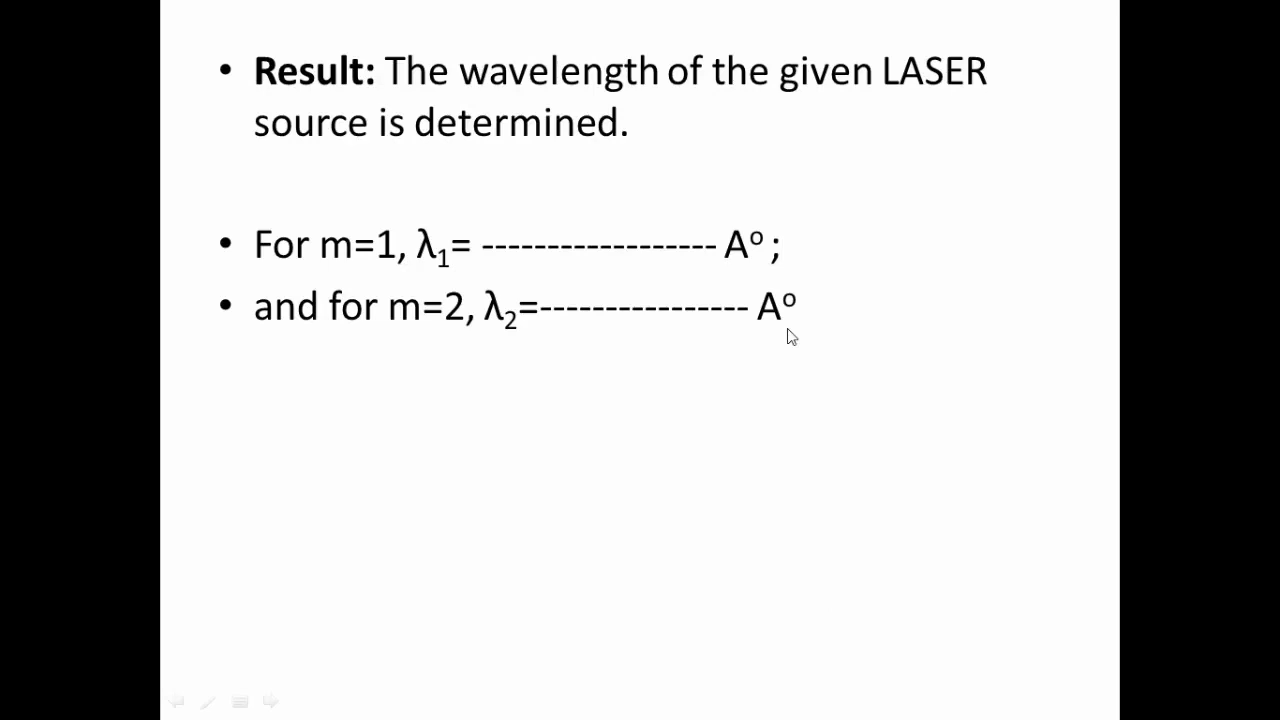 • Result: The wavelength of the given LASER
source is determined.
• For m=1, λ₁= ------------------ Aᵒ ;
• and for m=2, λ₂=---------------- Aᵒ